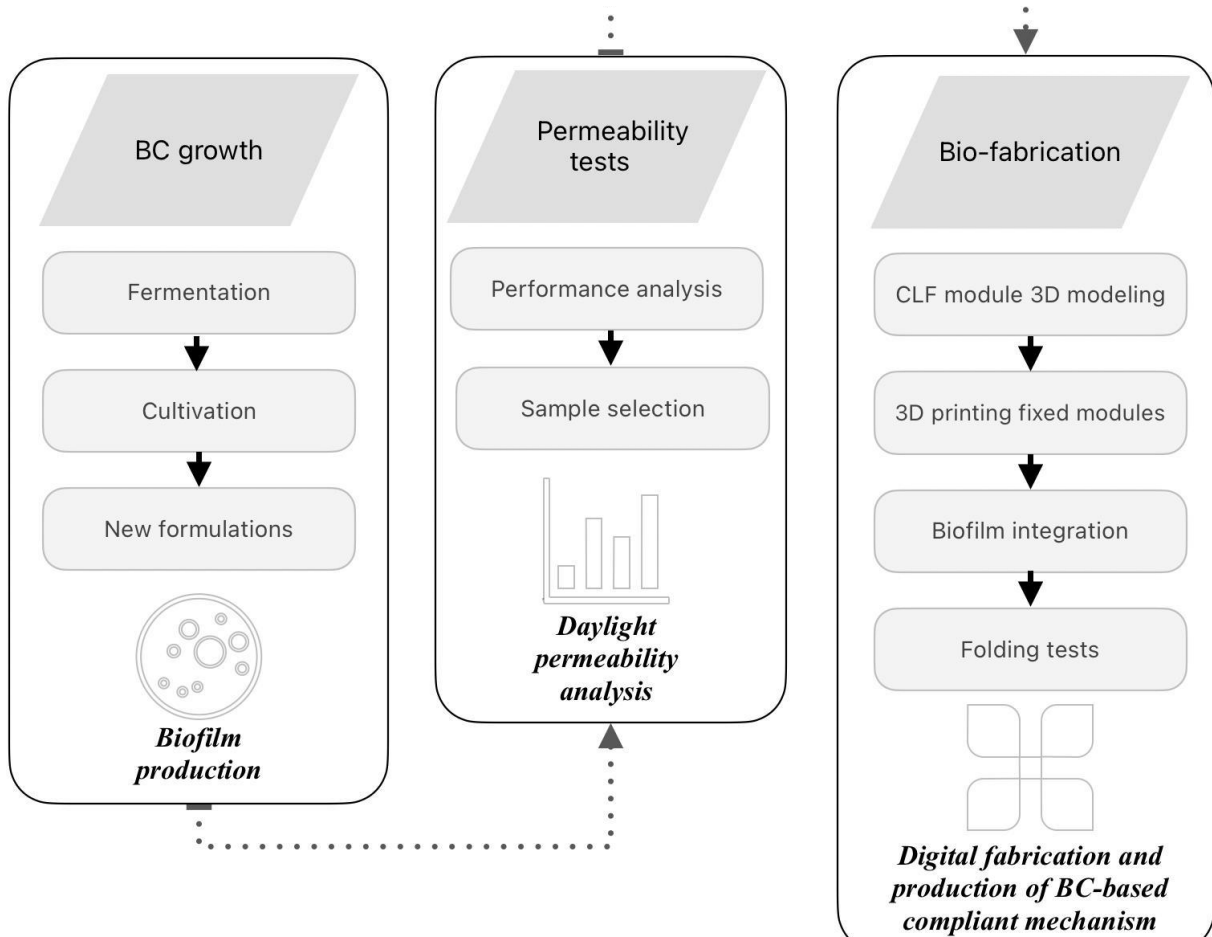 BC growth
Fermentation
Cultivation
New formulations
Biofilm
production
Permeability
tests
Performance analysis
Sample selection
Daylight
permeability
analysis
Bio-fabrication
CLF module 3D modeling
3D printing fixed modules
Biofilm integration
Folding tests
Digital fabrication and
production of BC-based
compliant mechanism